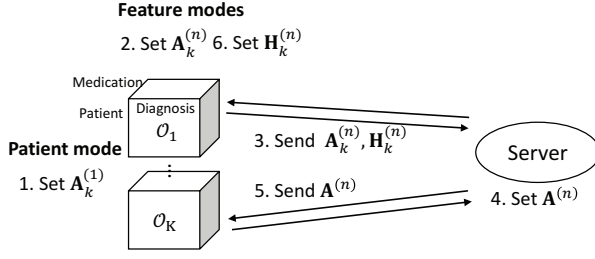 Feature modes
2. Set A_k^(n) 6. Set H_k^(n)
Medication
Patient
Diagnosis
O_1
3. Send A_k^(n), H_k^(n)
Patient mode
1. Set A_k^(1)
⋮
O_K
5. Send A^(n)
Server
4. Set A^(n)